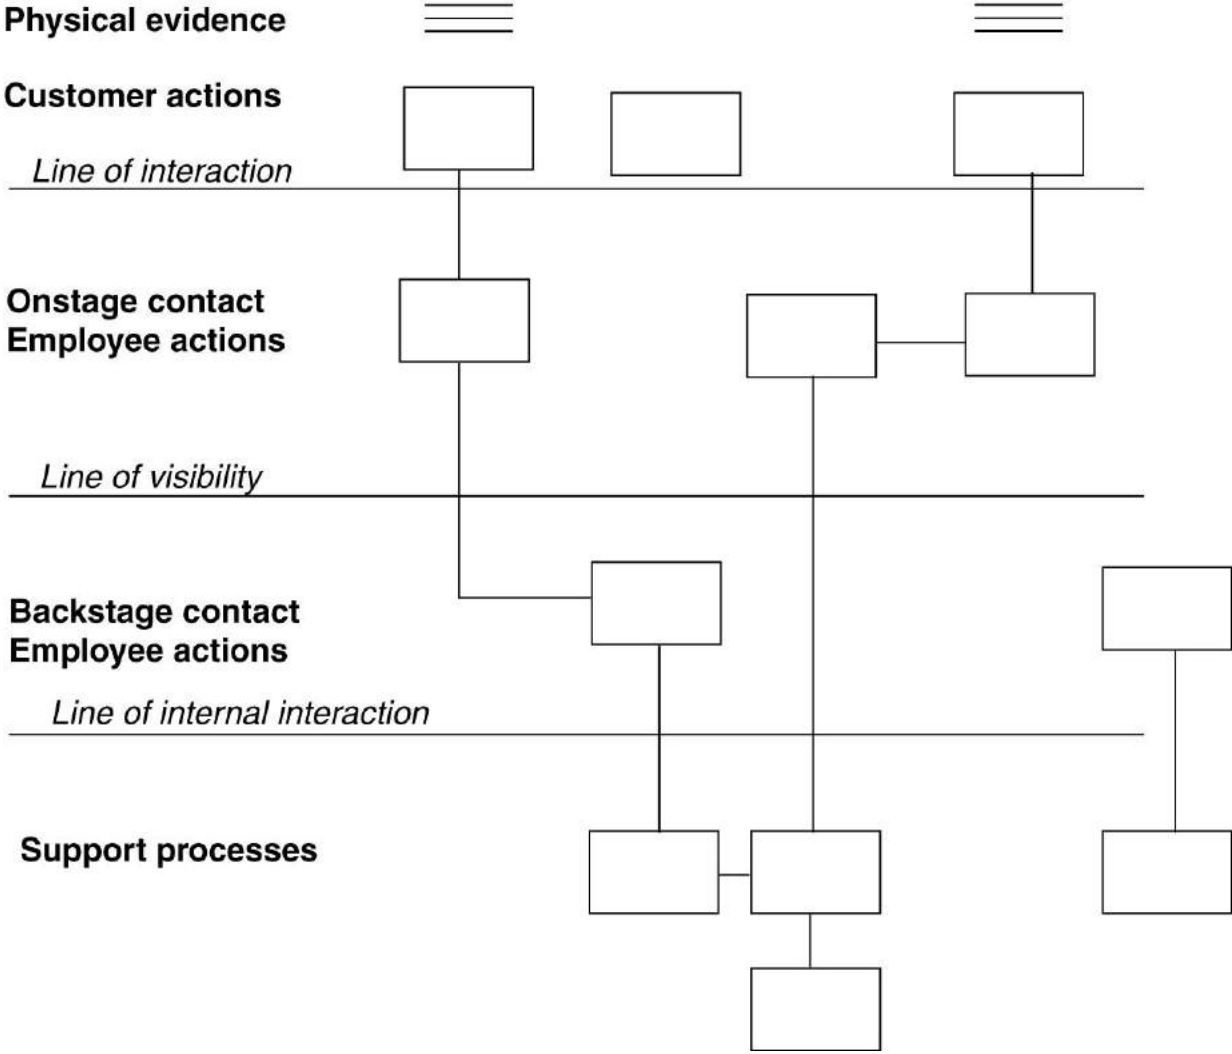 Physical evidence
Customer actions
Line of interaction
Onstage contact
Employee actions
Line of visibility
Backstage contact
Employee actions
Line of internal interaction
Support processes